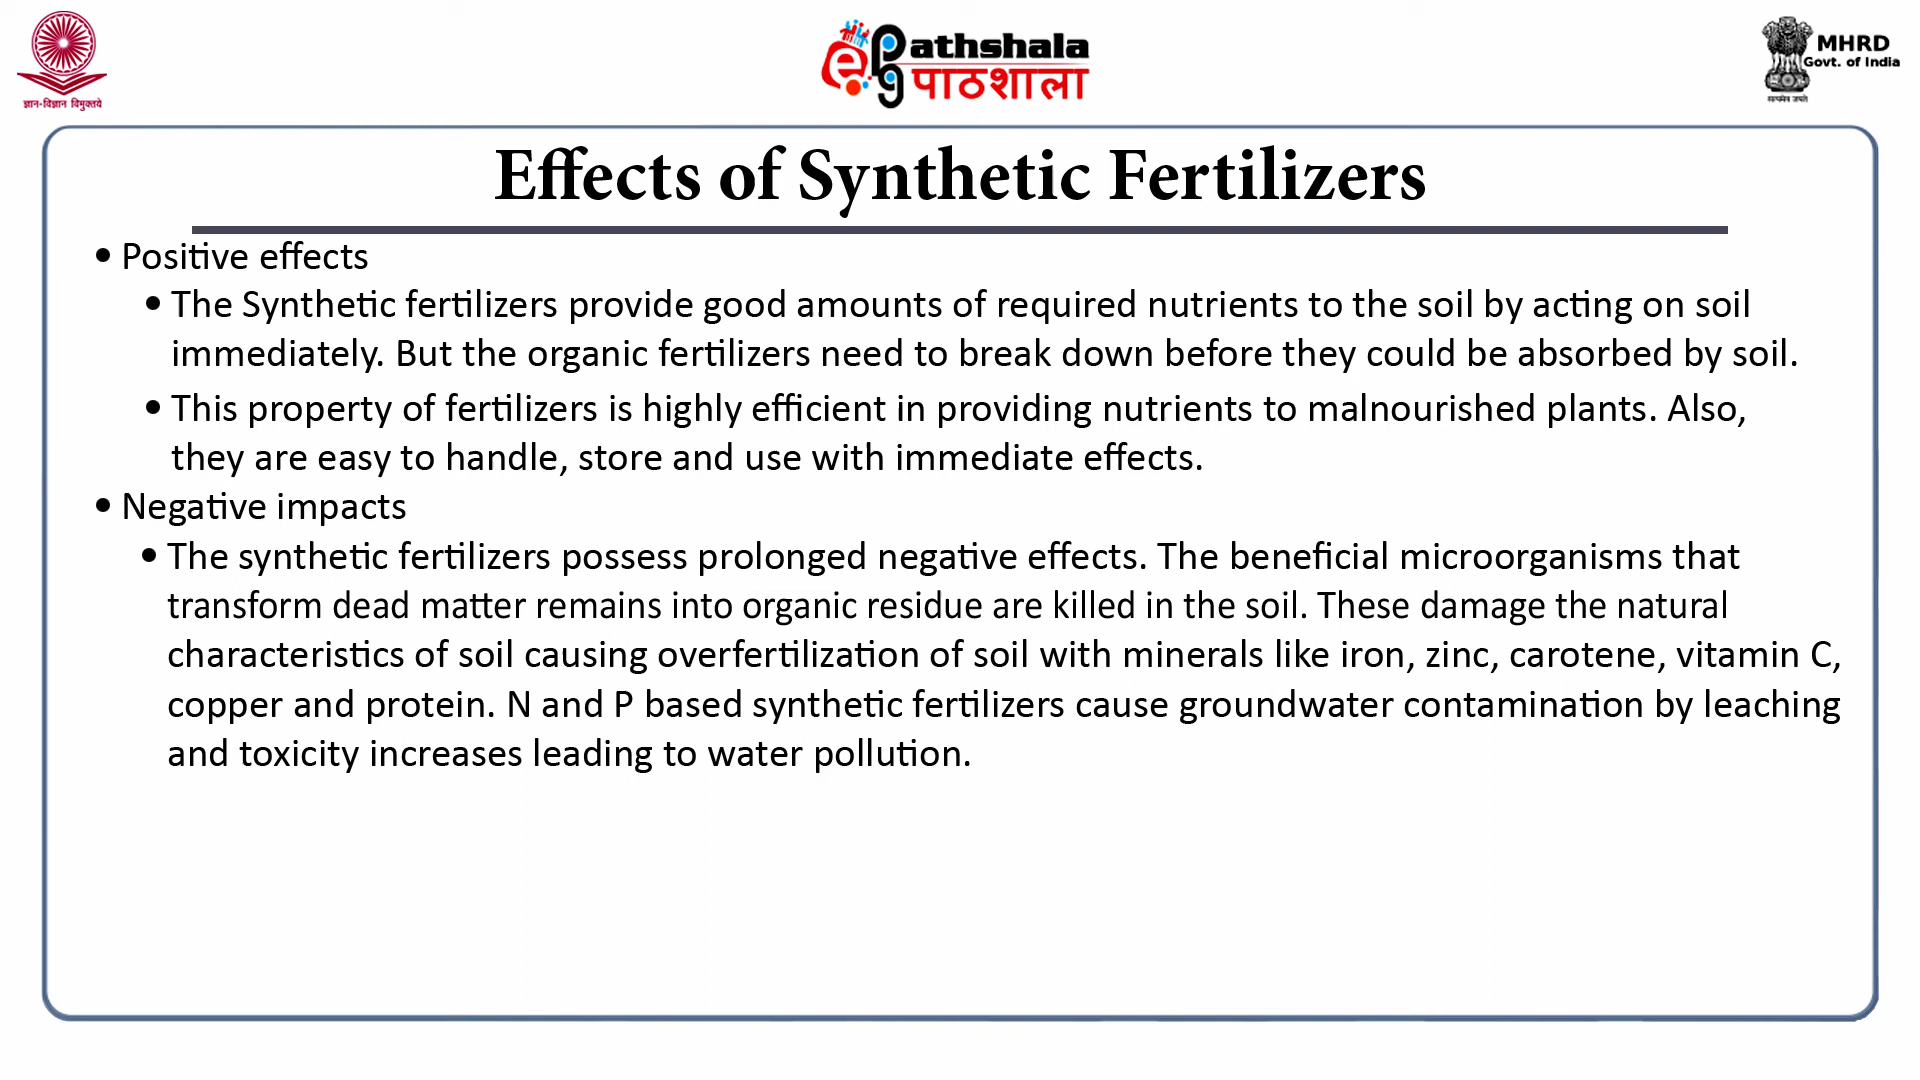 ज्ञान-विज्ञान विमुक्तये
ePathshala
पाठशाला
MHRD
Govt. of India
सत्यमेव जयते
Effects of Synthetic Fertilizers
• Positive effects
• The Synthetic fertilizers provide good amounts of required nutrients to the soil by acting on soil
immediately. But the organic fertilizers need to break down before they could be absorbed by soil.
• This property of fertilizers is highly efficient in providing nutrients to malnourished plants. Also,
they are easy to handle, store and use with immediate effects.
• Negative impacts
• The synthetic fertilizers possess prolonged negative effects. The beneficial microorganisms that
transform dead matter remains into organic residue are killed in the soil. These damage the natural
characteristics of soil causing overfertilization of soil with minerals like iron, zinc, carotene, vitamin C,
copper and protein. N and P based synthetic fertilizers cause groundwater contamination by leaching
and toxicity increases leading to water pollution.